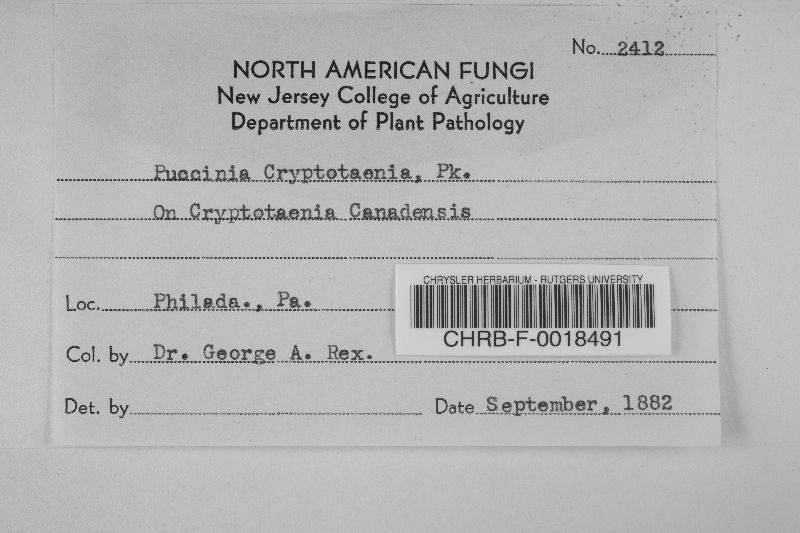 No. 2412
NORTH AMERICAN FUNGI
New Jersey College of Agriculture
Department of Plant Pathology
Puccinia Cryptotaenia, Pk.
On Cryptotaenia Canadensis
CHRYSLER HERBARIUM - RUTGERS UNIVERSITY
CHRB-F-0018491
Loc. Philada., Pa.
Col. by Dr. George A. Rex.
Det. by
Date September, 1882